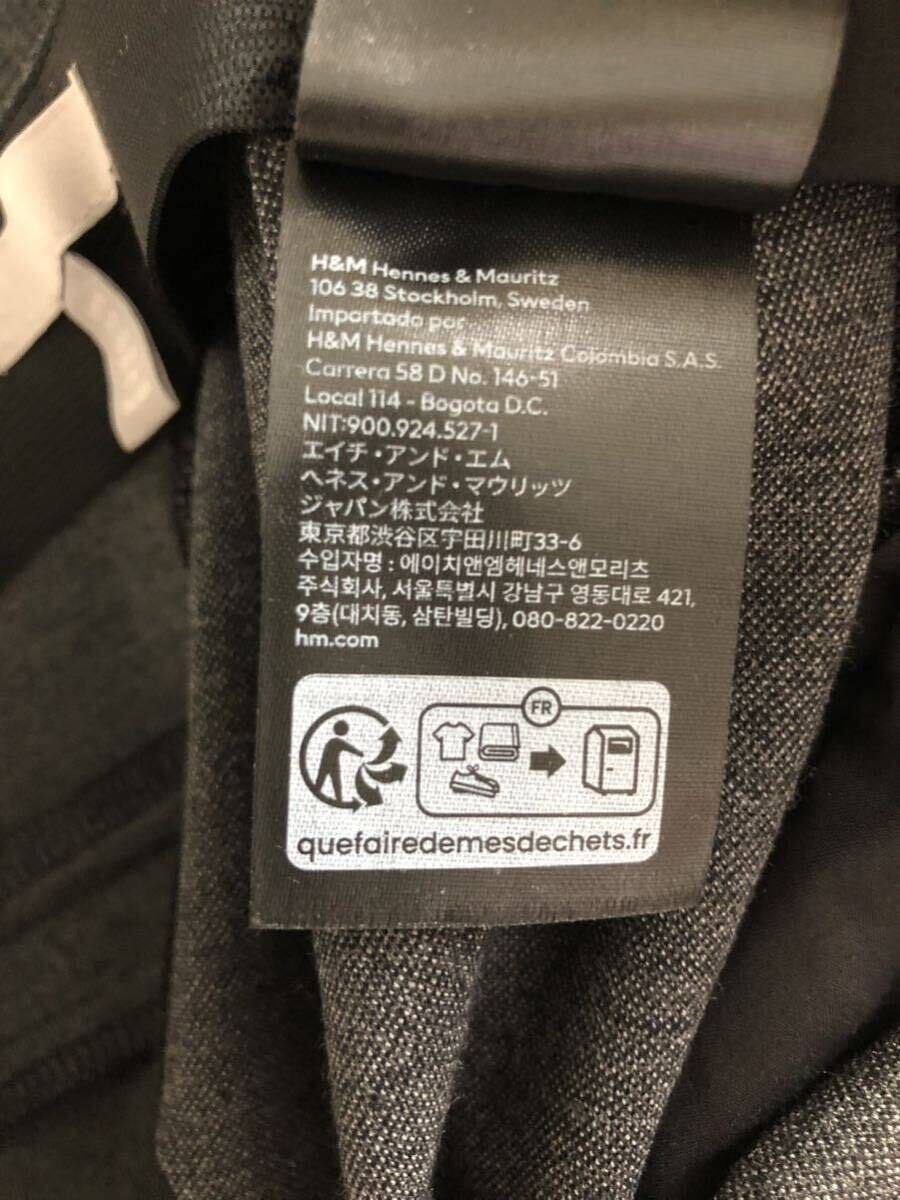 H&M Hennes & Mauritz
106 38 Stockholm, Sweden
Importado por
H&M Hennes & Mauritz Colombia S.A.S.
Carrera 58 D No. 146-51
Local 114 - Bogota D.C.
NIT:900.924.527-1
エイチ・アンド・エム
ヘネス・アンド・マウリッツ
ジャパン株式会社
東京都渋谷区宇田川町33-6
수입자명 : 에이치앤엠헤네스앤모리츠
주식회사, 서울특별시 강남구 영동대로 421,
9층(대치동, 삼탄빌딩), 080-822-0220
hm.com
FR
quefairedemesdechets.fr